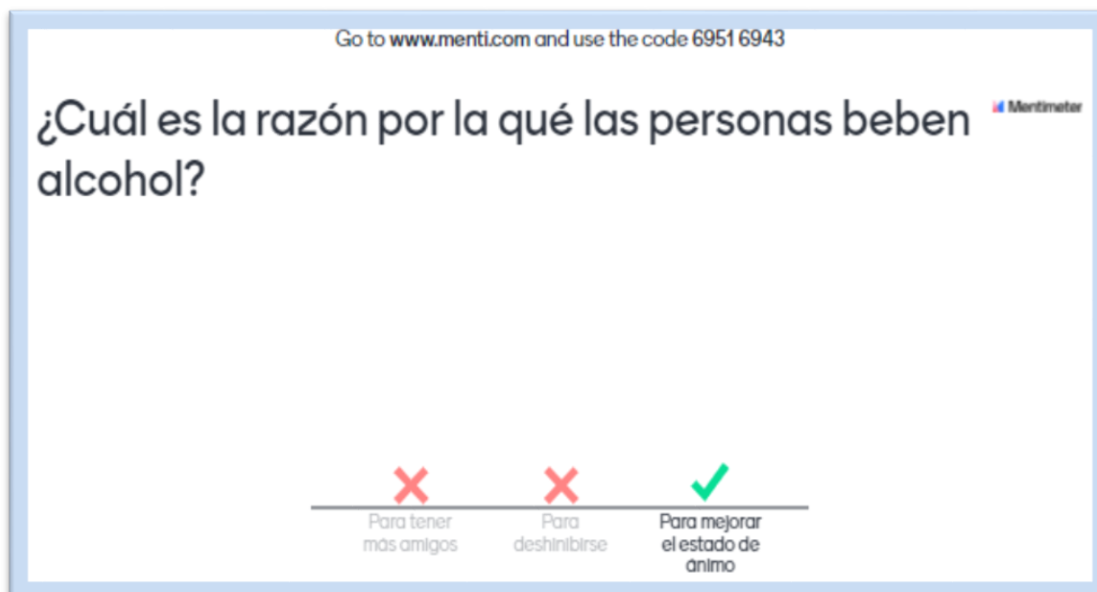 Go to www.menti.com and use the code 6951 6943
¿Cuál es la razón por la qué las personas beben
alcohol?
Mentimeter
Para tener
más amigos
Para
deshinibirse
Para mejorar
el estado de
ánimo